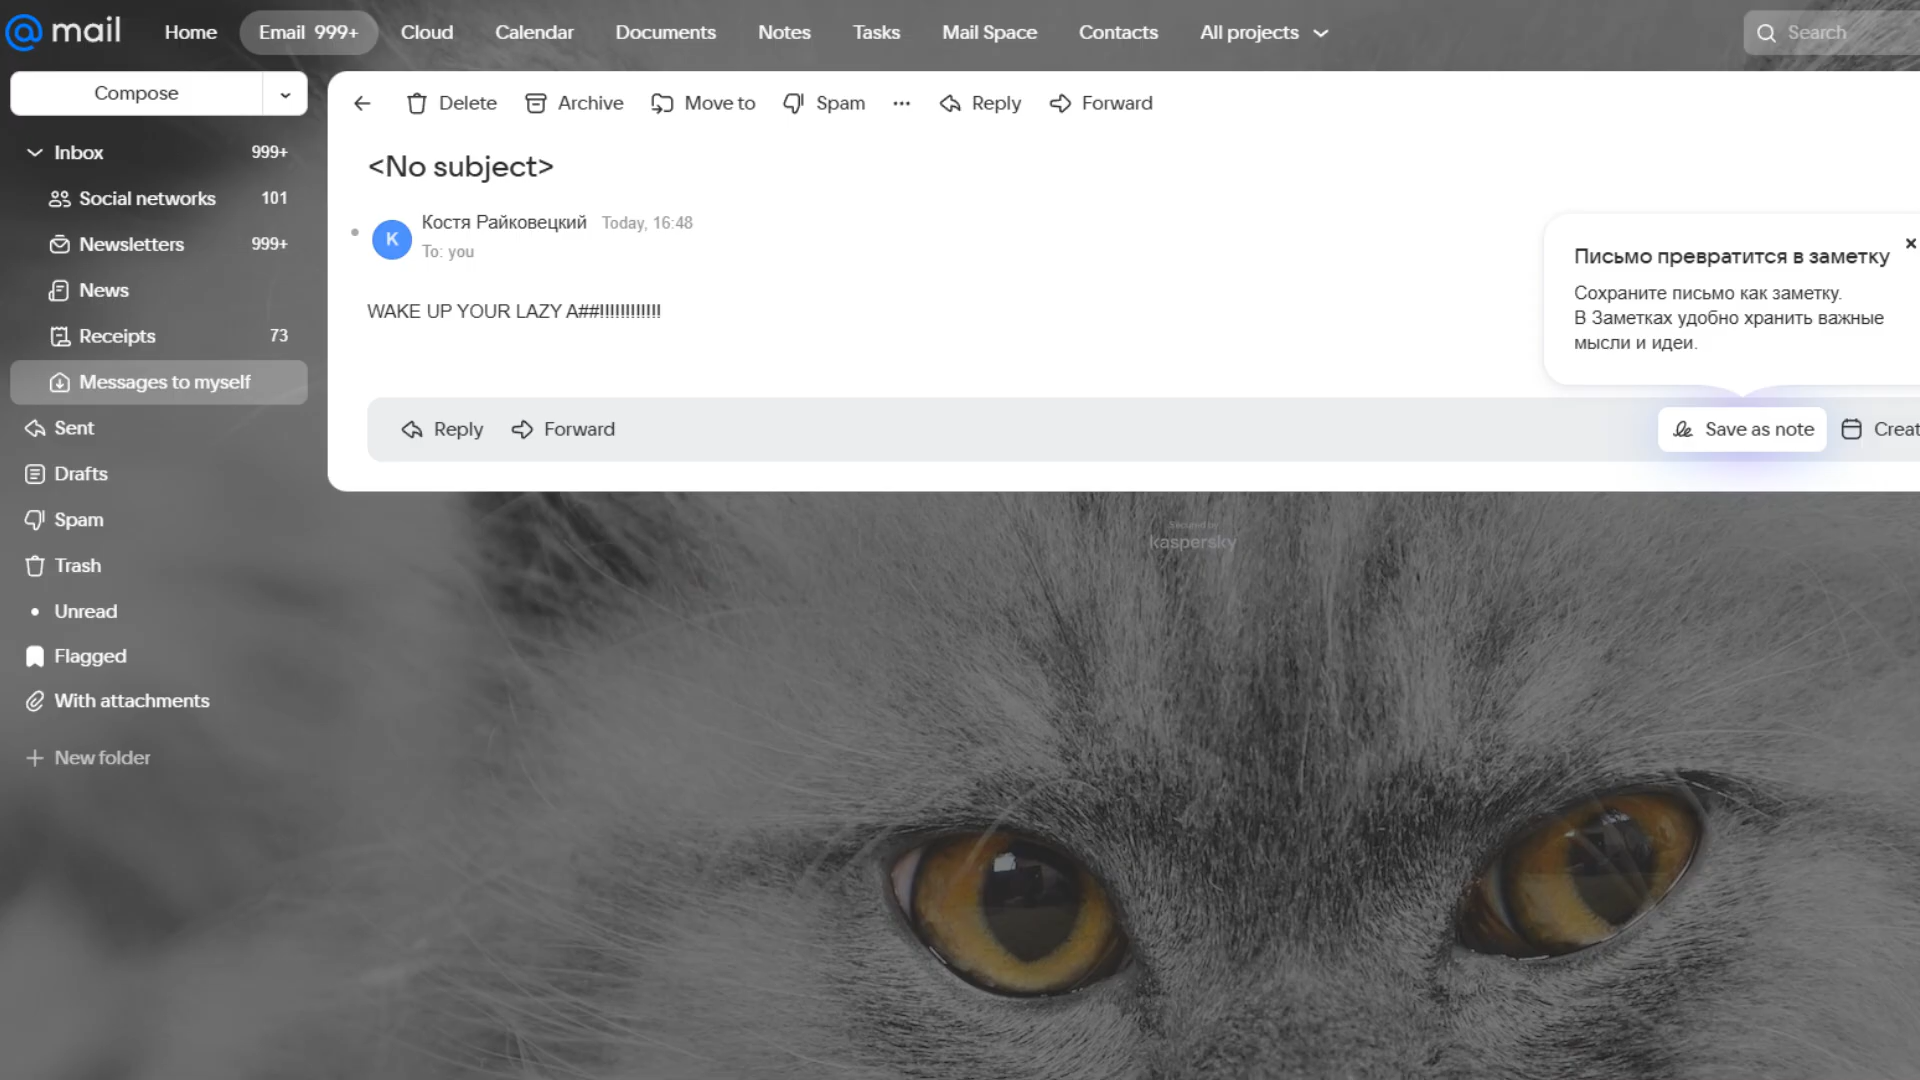 @mail Home Email 999+ Cloud Calendar Documents Notes Tasks Mail Space Contacts All projects Search
Compose
Inbox 999+
Social networks 101
Newsletters 999+
News
Receipts 73
Messages to myself
Sent
Drafts
Spam
Trash
Unread
Flagged
With attachments
New folder
Delete Archive Move to Spam ... Reply Forward
<No subject>
K
Костя Райковецкий Today, 16:48
To: you
WAKE UP YOUR LAZY A##!!!!!!!!!!!!
Письмо превратится в заметку
Сохраните письмо как заметку.
В Заметках удобно хранить важные
мысли и идеи.
Reply Forward Save as note Creat
Secured by
kaspersky